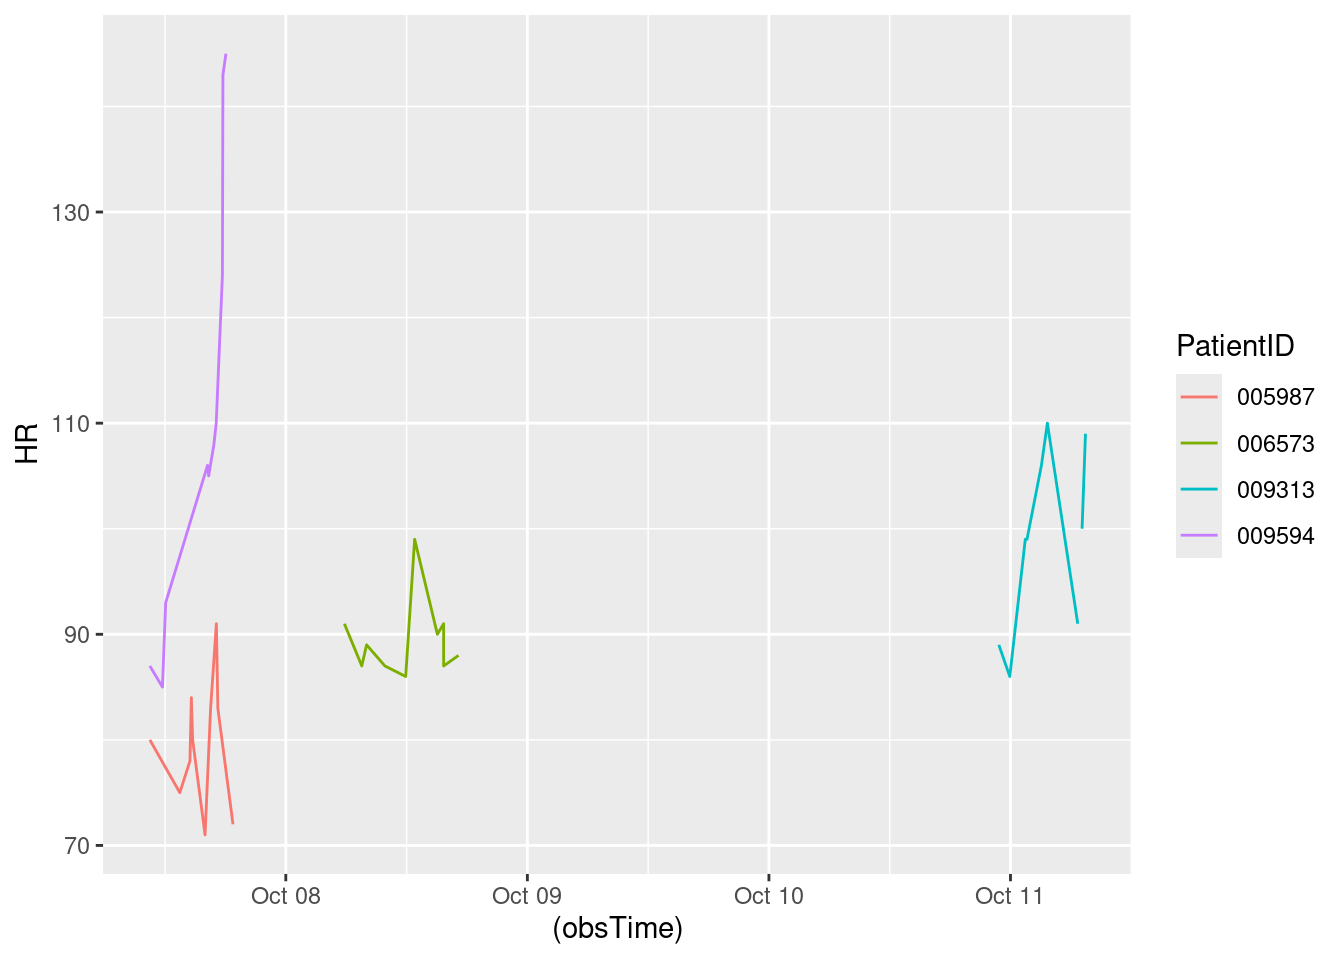 HR
130
110
90
70
Oct 08
Oct 09
Oct 10
Oct 11
(obsTime)
PatientID
005987
006573
009313
009594